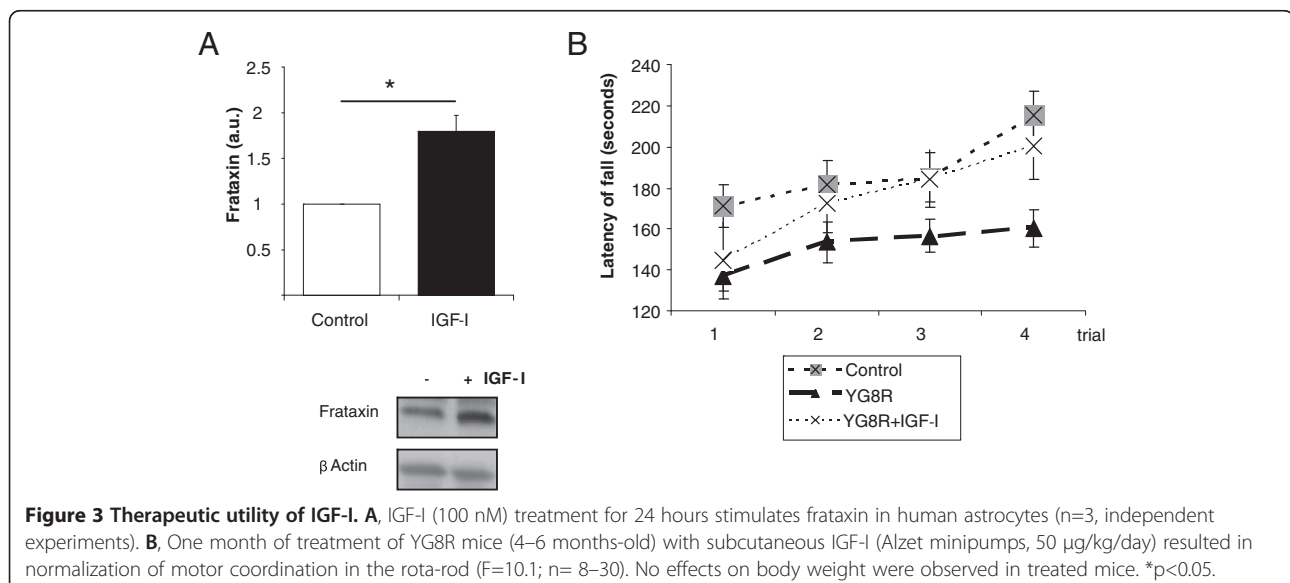 A
2.5
2
1.5
1
0.5
Frataxin (a.u.)
*
Control
IGF-I
- + IGF-I
Frataxin
β Actin
B
240
220
200
180
160
140
120
Latency of fall (seconds)
1 2 3 4 trial
Control
YG8R
YG8R+IGF-I
Figure 3 Therapeutic utility of IGF-I. A, IGF-I (100 nM) treatment for 24 hours stimulates frataxin in human astrocytes (n=3, independent
experiments). B, One month of treatment of YG8R mice (4–6 months-old) with subcutaneous IGF-I (Alzet minipumps, 50 μg/kg/day) resulted in
normalization of motor coordination in the rota-rod (F=10.1; n= 8–30). No effects on body weight were observed in treated mice. *p<0.05.